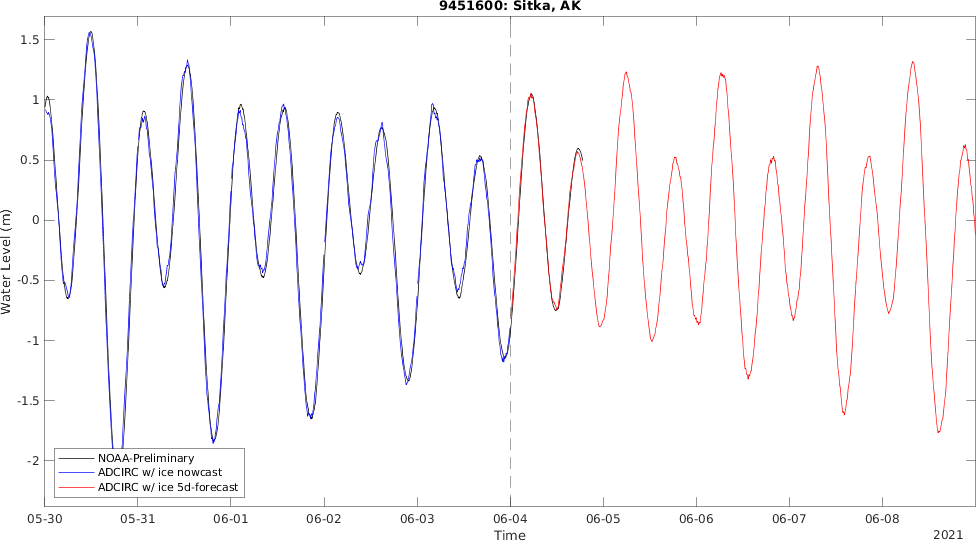 9451600: Sitka, AK
1.5
1
0.5
0
-0.5
-1
-1.5
-2
Water Level (m)
NOAA-Preliminary
ADCIRC w/ ice nowcast
ADCIRC w/ ice 5d-forecast
05-30 05-31 06-01 06-02 06-03 06-04 06-05 06-06 06-07 06-08
Time
2021